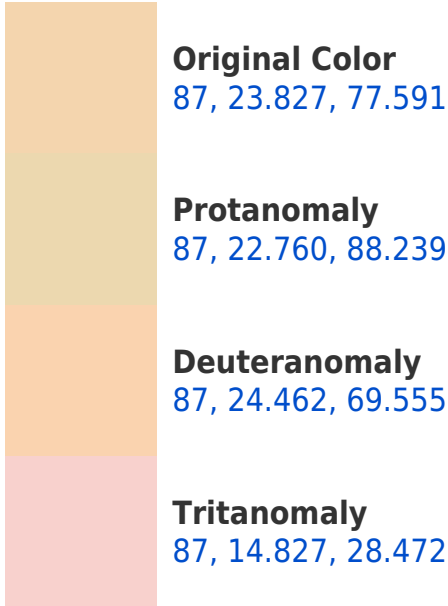 Original Color
87, 23.827, 77.591
Protanomaly
87, 22.760, 88.239
Deuteranomaly
87, 24.462, 69.555
Tritanomaly
87, 14.827, 28.472